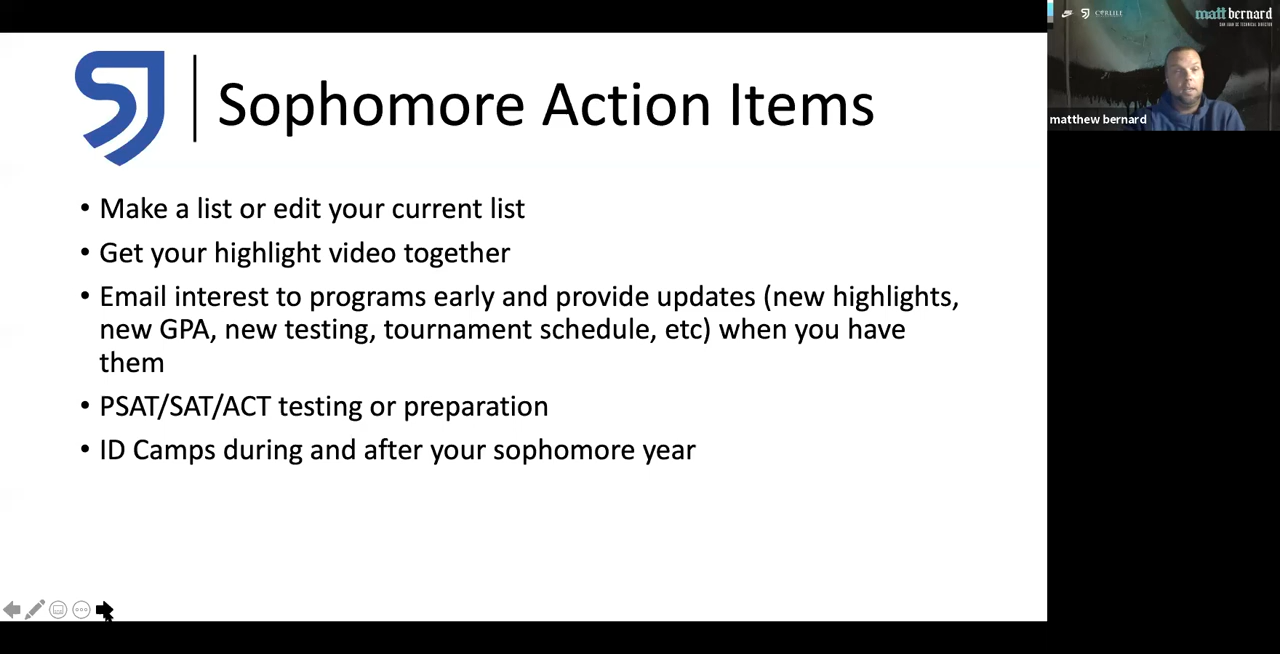 Sophomore Action Items
• Make a list or edit your current list
• Get your highlight video together
• Email interest to programs early and provide updates (new highlights,
new GPA, new testing, tournament schedule, etc) when you have
them
• PSAT/SAT/ACT testing or preparation
• ID Camps during and after your sophomore year
matt bernard
matthew bernard